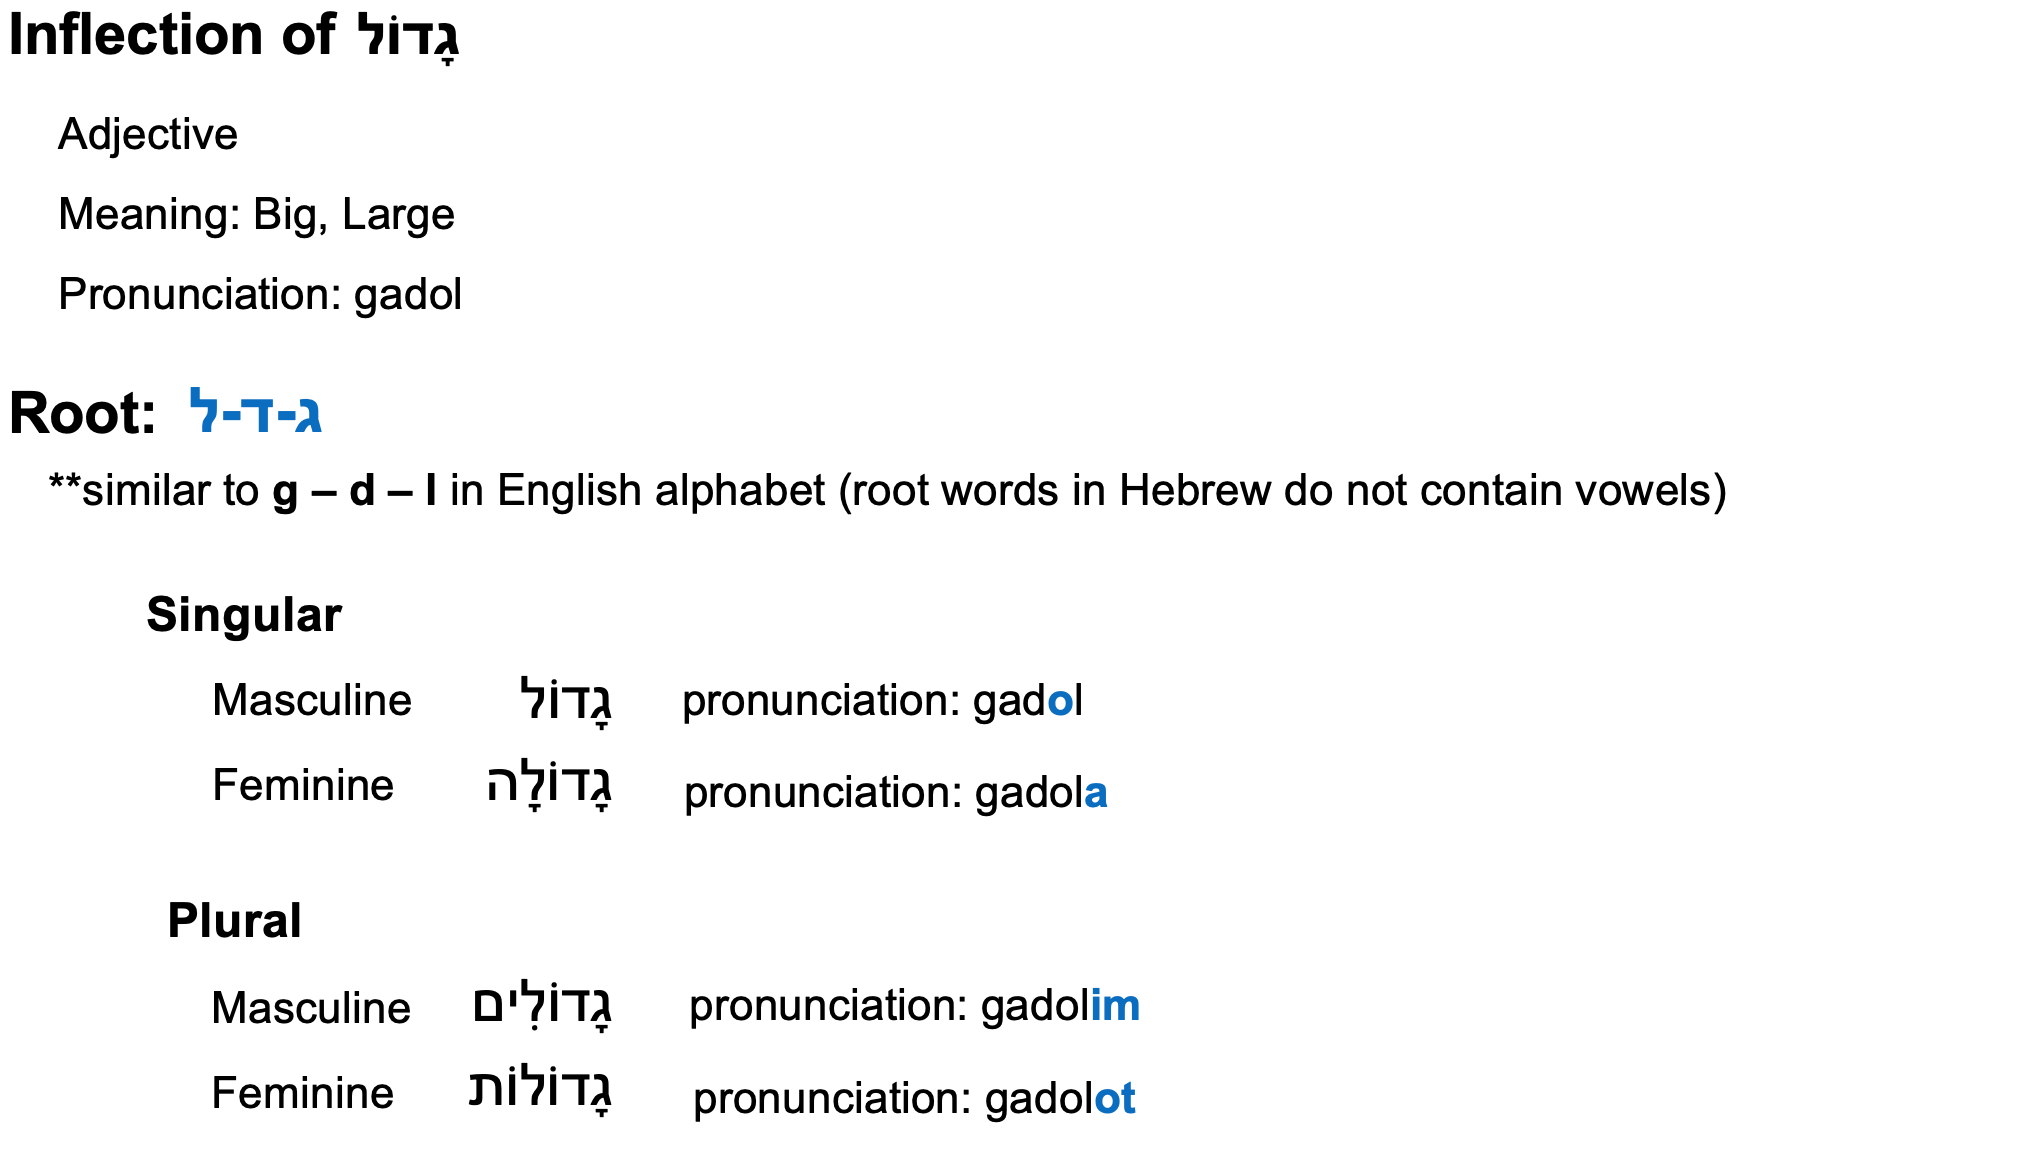 Inflection of גָּדוֹל
Adjective
Meaning: Big, Large
Pronunciation: gadol
Root: ג-ד-ל
**similar to g – d – l in English alphabet (root words in Hebrew do not contain vowels)
Singular
Masculine גָדוֹל pronunciation: gadol
Feminine גָדוֹלָה pronunciation: gadola
Plural
Masculine גָדוֹלִים pronunciation: gadolim
Feminine גָדוֹלוֹת pronunciation: gadolot